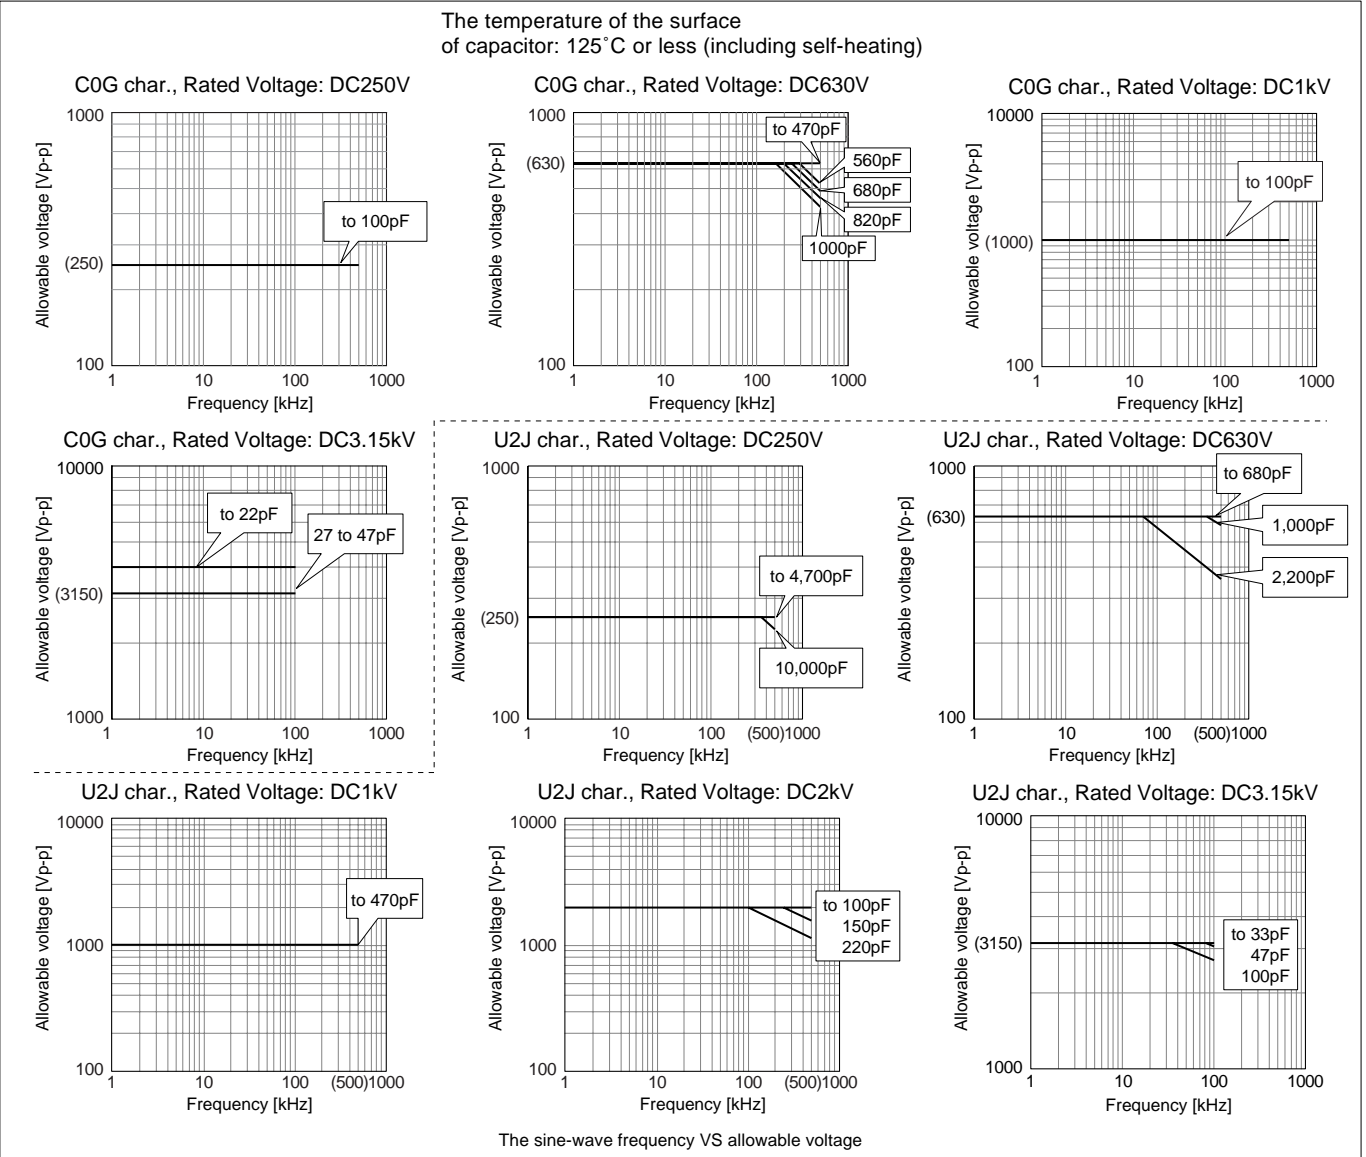 The temperature of the surface
of capacitor: 125˚C or less (including self-heating)
C0G char., Rated Voltage: DC250V
Allowable voltage [Vp-p]
1000
(250)
100
to 100pF
1 10 100 1000
Frequency [kHz]
C0G char., Rated Voltage: DC630V
Allowable voltage [Vp-p]
1000
(630)
100
to 470pF
560pF
680pF
820pF
1000pF
1 10 100 1000
Frequency [kHz]
C0G char., Rated Voltage: DC1kV
Allowable voltage [Vp-p]
10000
(1000)
100
to 100pF
1 10 100 1000
Frequency [kHz]
C0G char., Rated Voltage: DC3.15kV
Allowable voltage [Vp-p]
10000
(3150)
1000
to 22pF
27 to 47pF
1 10 100 1000
Frequency [kHz]
U2J char., Rated Voltage: DC250V
Allowable voltage [Vp-p]
1000
(250)
100
to 4,700pF
10,000pF
1 10 100 (500)1000
Frequency [kHz]
U2J char., Rated Voltage: DC630V
Allowable voltage [Vp-p]
1000
(630)
100
to 680pF
1,000pF
2,200pF
1 10 100 (500)1000
Frequency [kHz]
U2J char., Rated Voltage: DC1kV
Allowable voltage [Vp-p]
10000
1000
100
to 470pF
1 10 100 (500)1000
Frequency [kHz]
U2J char., Rated Voltage: DC2kV
Allowable voltage [Vp-p]
10000
1000
100
to 100pF
150pF
220pF
1 10 100 (500)1000
Frequency [kHz]
U2J char., Rated Voltage: DC3.15kV
Allowable voltage [Vp-p]
10000
(3150)
1000
to 33pF
47pF
100pF
1 10 100 1000
Frequency [kHz]
The sine-wave frequency VS allowable voltage